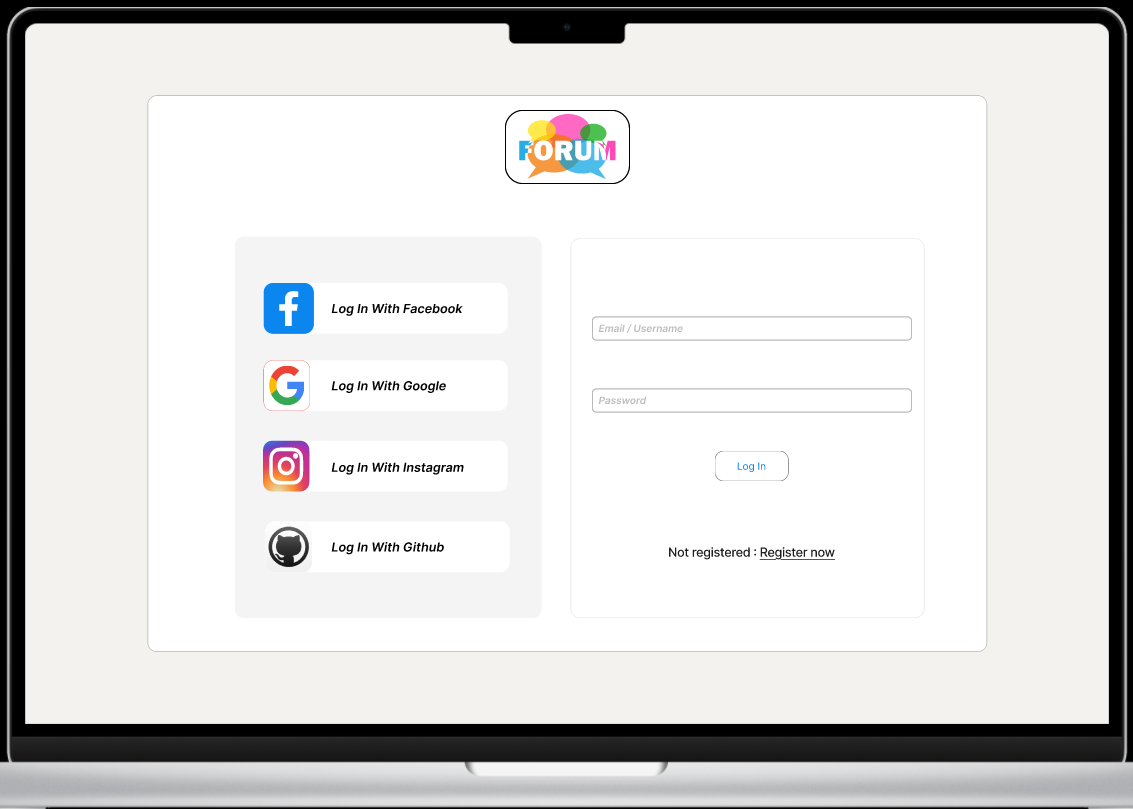 FORUM
Log In With Facebook
Log In With Google
Log In With Instagram
Log In With Github
Email / Username
Password
Log In
Not registered : Register now